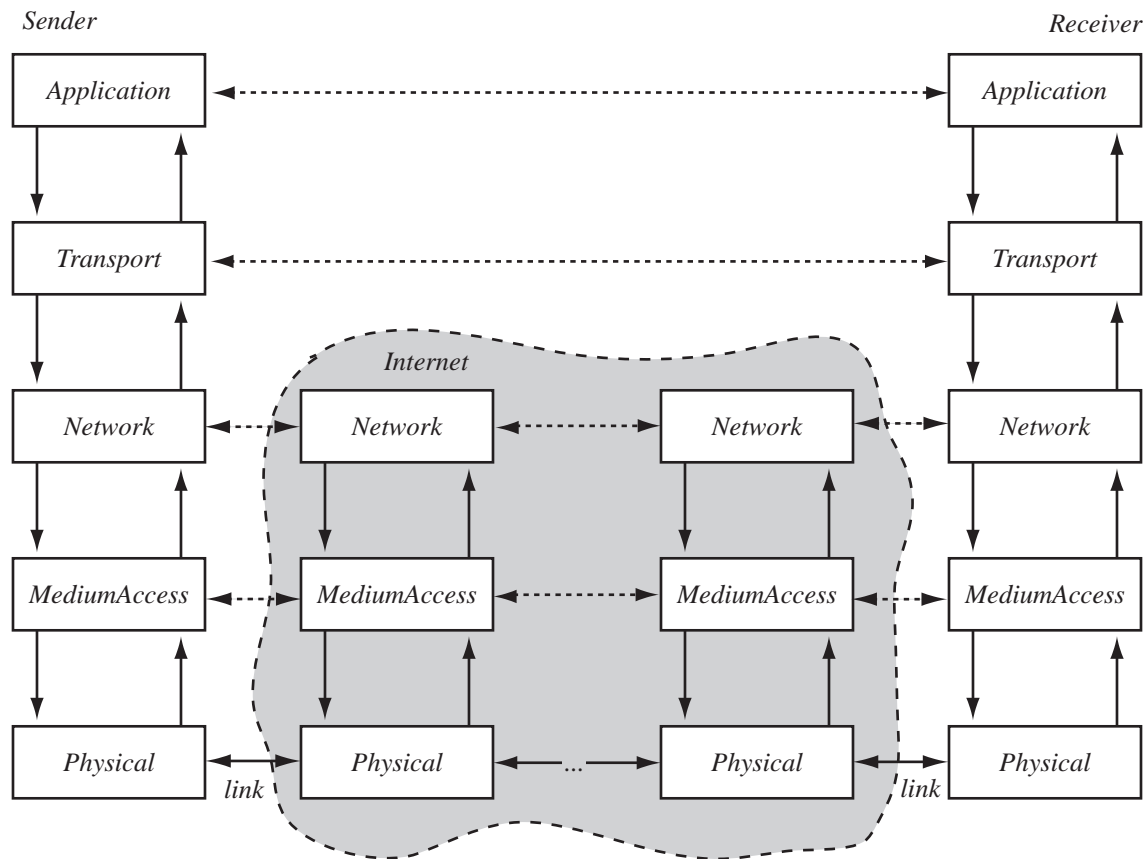 Sender
Receiver
Application
Application
Transport
Transport
Internet
Network
Network
Network
Network
MediumAccess
MediumAccess
MediumAccess
MediumAccess
Physical
Physical
...
Physical
Physical
link
link